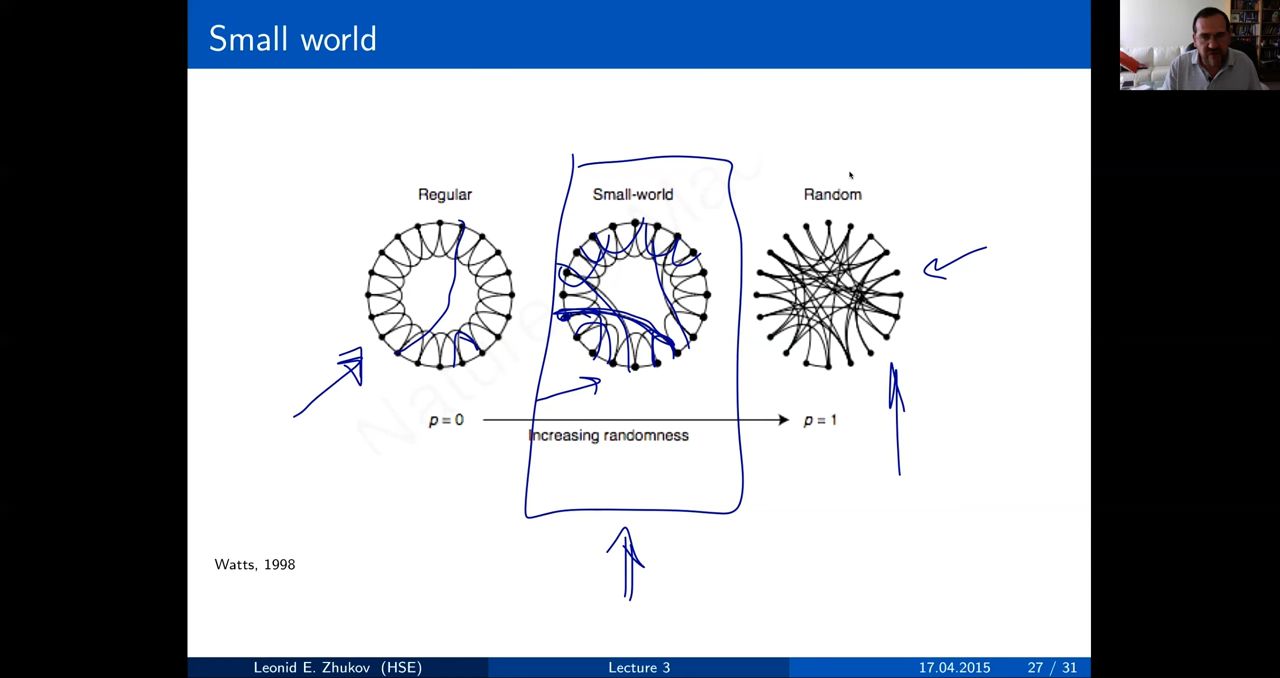 Small world
Regular
Small-world
Random
p = 0
p = 1
Increasing randomness
Watts, 1998
Leonid E. Zhukov (HSE)
Lecture 3
17.04.2015
27 / 31